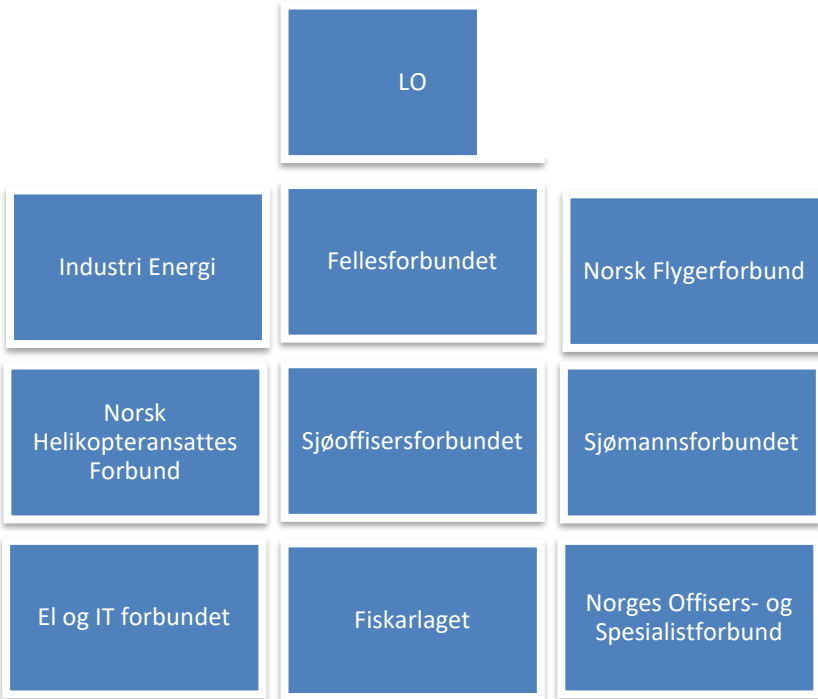 LO
Industri Energi
Fellesforbundet
Norsk Flygerforbund
Norsk
Helikopteransattes
Forbund
Sjøoffisersforbundet
Sjømannsforbundet
El og IT forbundet
Fiskarlaget
Norges Offisers- og
Spesialistforbund